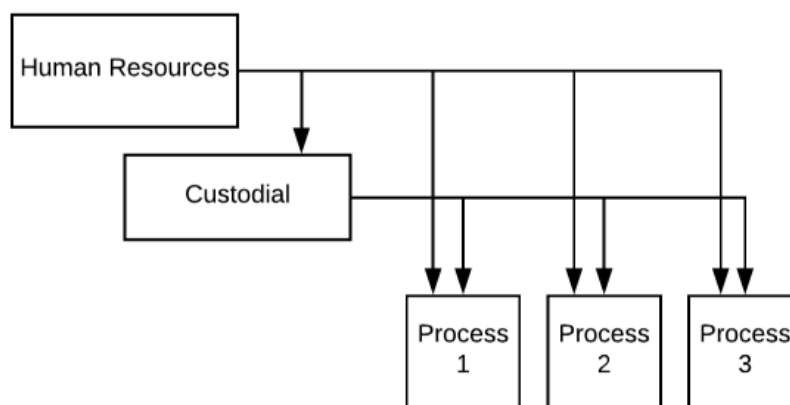 Human Resources
Custodial
Process
1
Process
2
Process
3